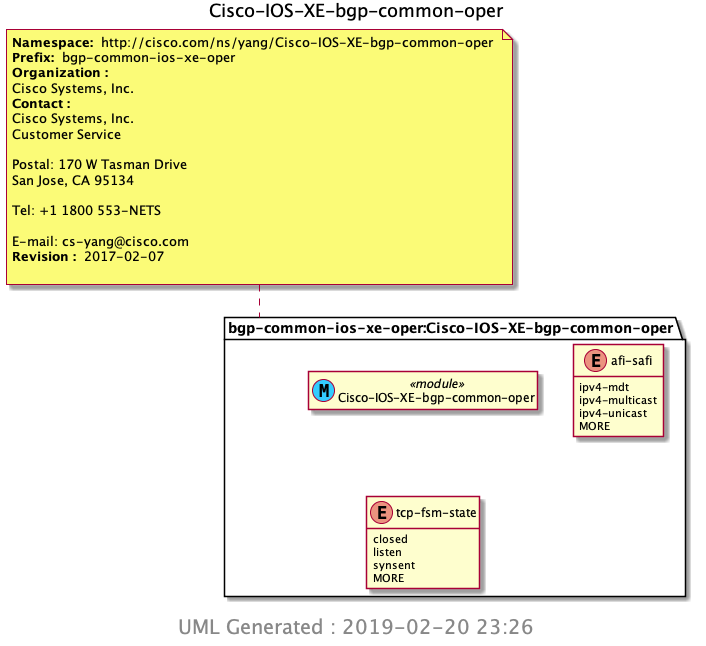 Cisco-IOS-XE-bgp-common-oper
Namespace: http://cisco.com/ns/yang/Cisco-IOS-XE-bgp-common-oper
Prefix: bgp-common-ios-xe-oper
Organization :
Cisco Systems, Inc.
Contact :
Cisco Systems, Inc.
Customer Service
Postal: 170 W Tasman Drive
San Jose, CA 95134
Tel: +1 1800 553-NETS
E-mail: cs-yang@cisco.com
Revision : 2017-02-07
bgp-common-ios-xe-oper:Cisco-IOS-XE-bgp-common-oper
M
«module»
Cisco-IOS-XE-bgp-common-oper
E afi-safi
ipv4-mdt
ipv4-multicast
ipv4-unicast
MORE
E tcp-fsm-state
closed
listen
synsent
MORE
UML Generated : 2019-02-20 23:26